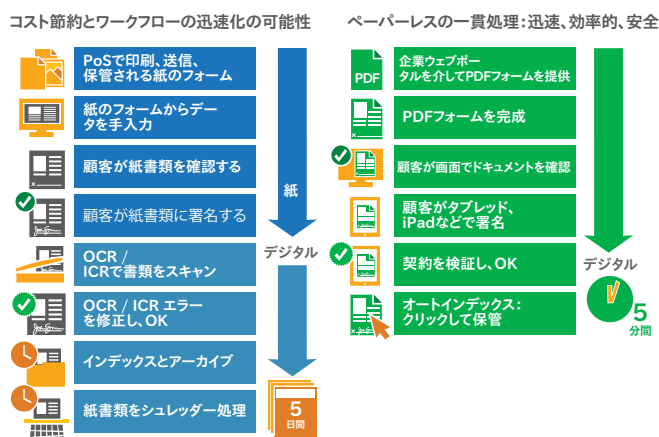 コスト節約とワークフローの迅速化の可能性
PoSで印刷、送信、
保管される紙のフォーム
紙のフォームからデー
タを手入力
顧客が紙書類を確認する
顧客が紙書類に署名する
紙
OCR /
ICRで書類をスキャン
デジタル
OCR / ICR エラー
を修正し、OK
インデックスとアーカイブ
紙書類をシュレッダー処理
5
日間
ペーパーレスの一貫処理：迅速、効率的、安全
PDF
企業ウェブポー
タルを介してPDFフォームを提供
PDFフォームを完成
顧客が画面でドキュメントを確認
顧客がタブレッド、
iPadなどで署名
契約を検証し、OK
デジタル
オートインデックス：
クリックして保管
5
分間